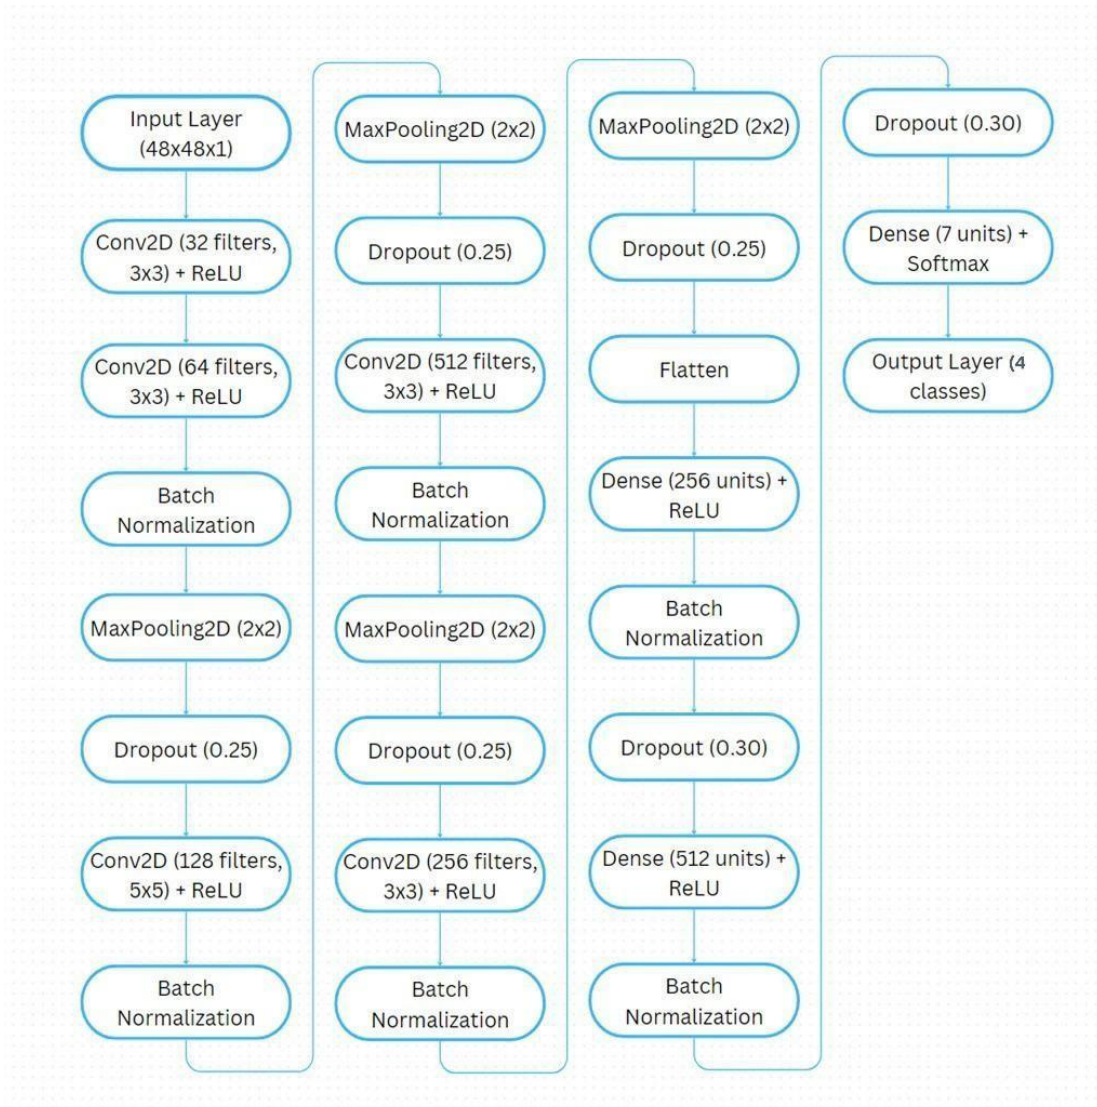 Input Layer
(48x48x1)
Conv2D (32 filters,
3x3) + ReLU
Conv2D (64 filters,
3x3) + ReLU
Batch
Normalization
MaxPooling2D (2x2)
Dropout (0.25)
Conv2D (128 filters,
5x5) + ReLU
Batch
Normalization
MaxPooling2D (2x2)
Dropout (0.25)
Conv2D (512 filters,
3x3) + ReLU
Batch
Normalization
MaxPooling2D (2x2)
Dropout (0.25)
Conv2D (256 filters,
3x3) + ReLU
Batch
Normalization
MaxPooling2D (2x2)
Dropout (0.25)
Flatten
Dense (256 units) +
ReLU
Batch
Normalization
Dropout (0.30)
Dense (512 units) +
ReLU
Batch
Normalization
Dropout (0.30)
Dense (7 units) +
Softmax
Output Layer (4
classes)